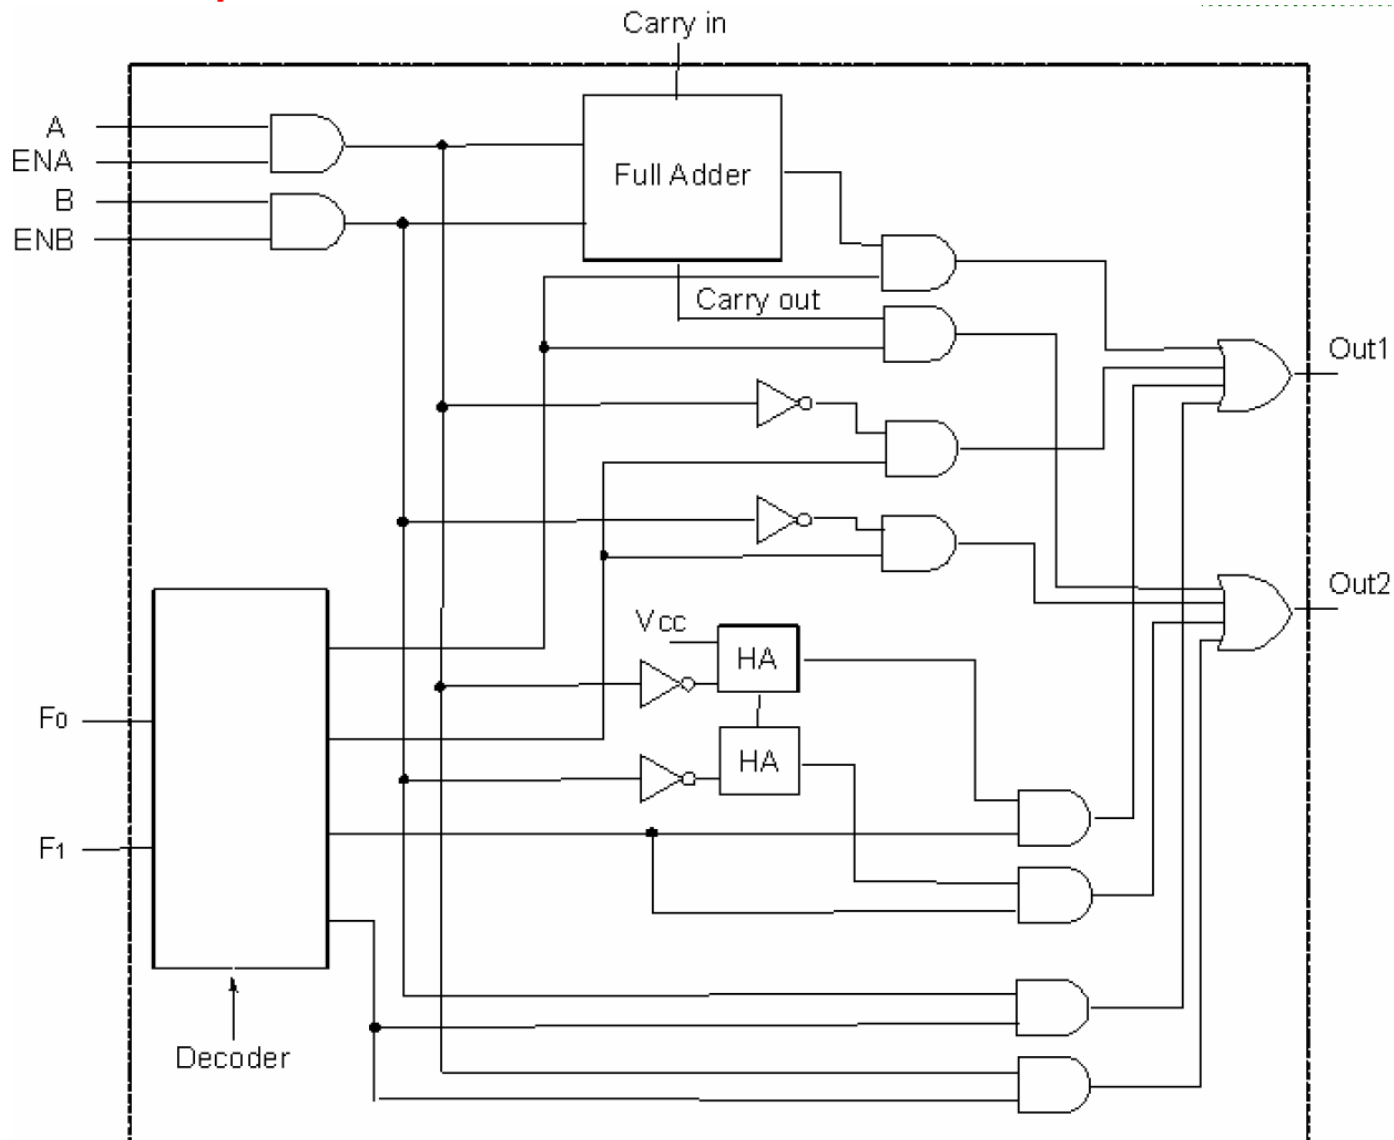 Carry in
A
ENA
B
ENB
Full Adder
Carry out
Out1
Out2
Vcc
HA
HA
F0
F1
Decoder